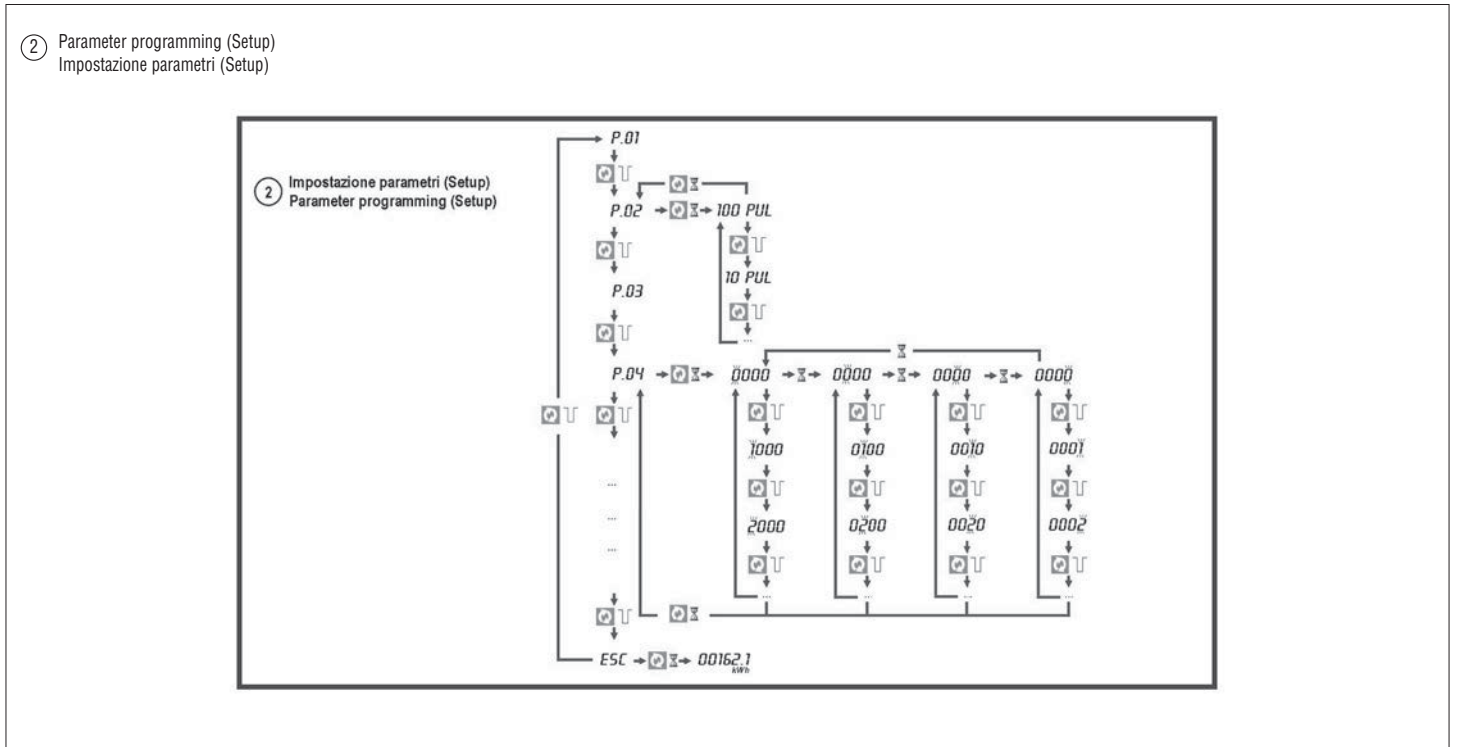 2 Parameter programming (Setup)
Impostazione parametri (Setup)
2 Impostazione parametri (Setup)
Parameter programming (Setup)
P.01
P.02 100 PUL
10 PUL
P.03
...
P.04 0000 0000 0000 0000
1000 0100 0010 0001
...
2000 0200 0020 0002
...
...
... ... ... ...
ESC 00162.1
kWh